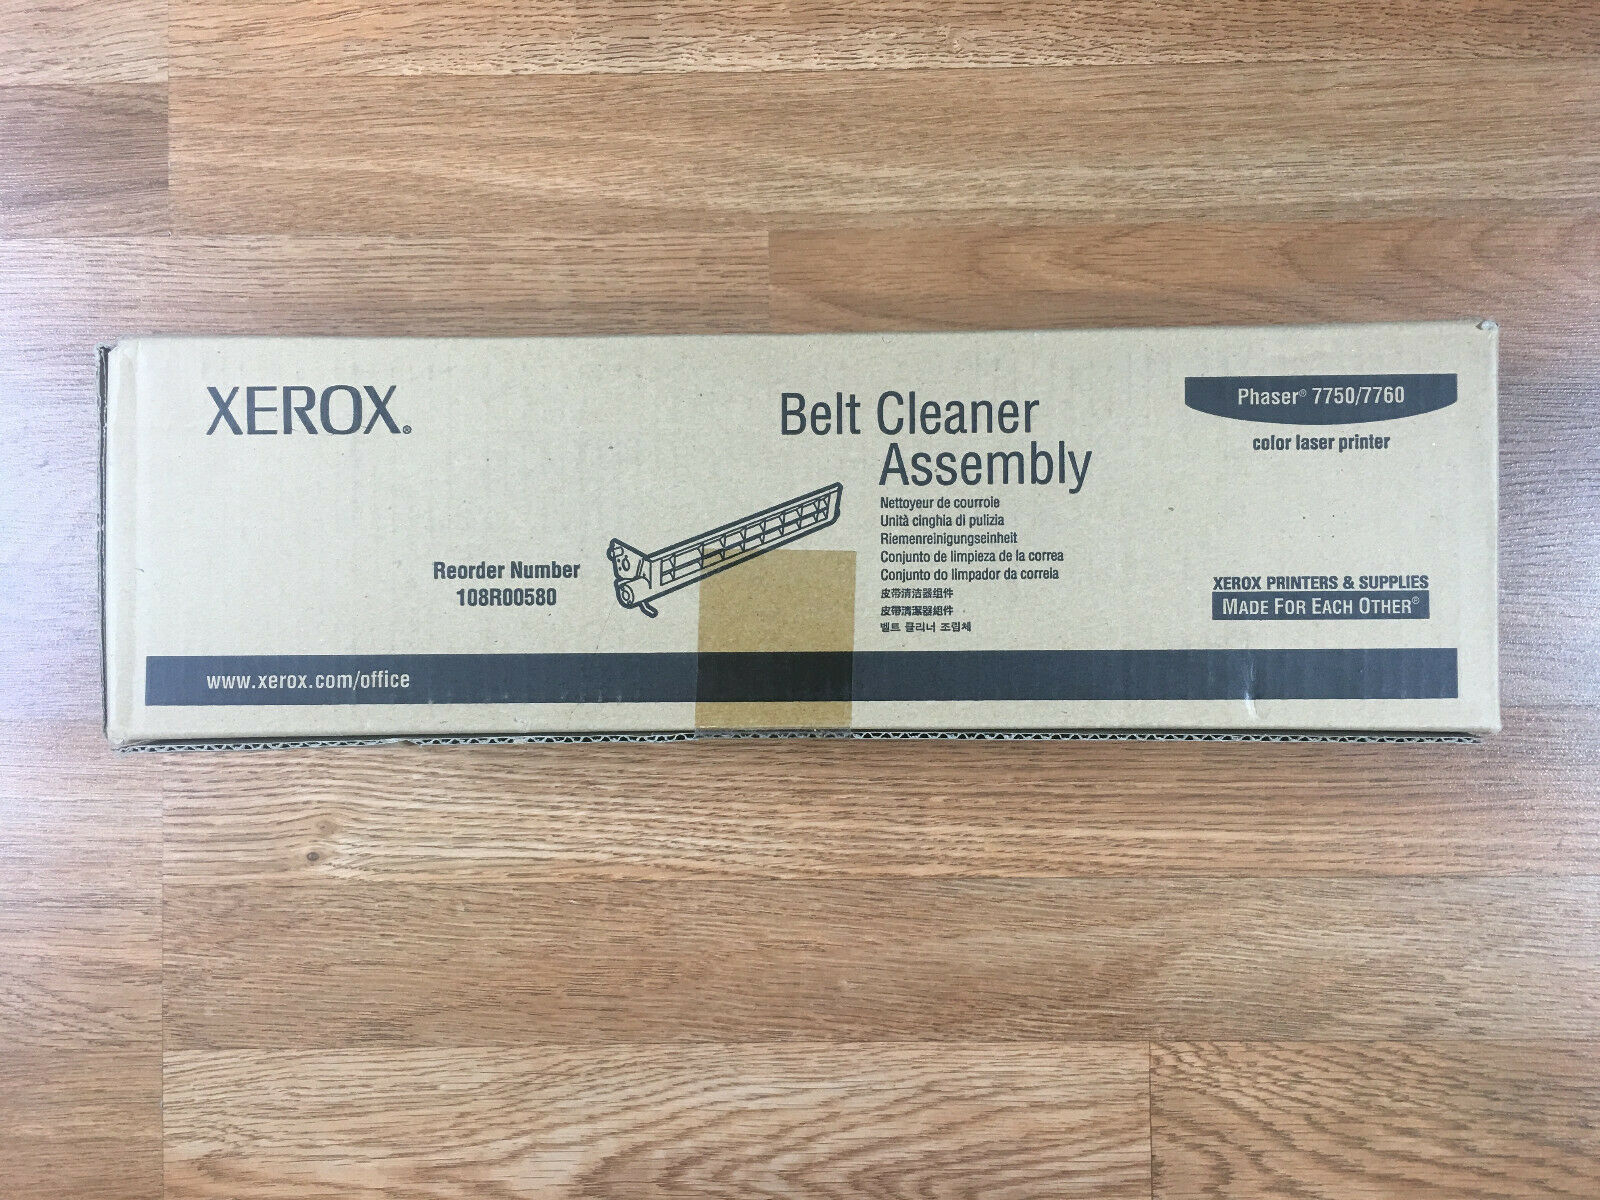 XEROX®
Belt Cleaner
Assembly
Nettoyeur de courroie
Unità cinghia di pulizia
Riemenreinigungseinheit
Conjunto de limpieza de la correa
Conjunto do limpador da correia
皮带清洁器组件
皮帶清潔器組件
벨트 클리너 조립체
Phaser® 7750/7760
color laser printer
Reorder Number
108R00580
XEROX PRINTERS & SUPPLIES
MADE FOR EACH OTHER®
www.xerox.com/office